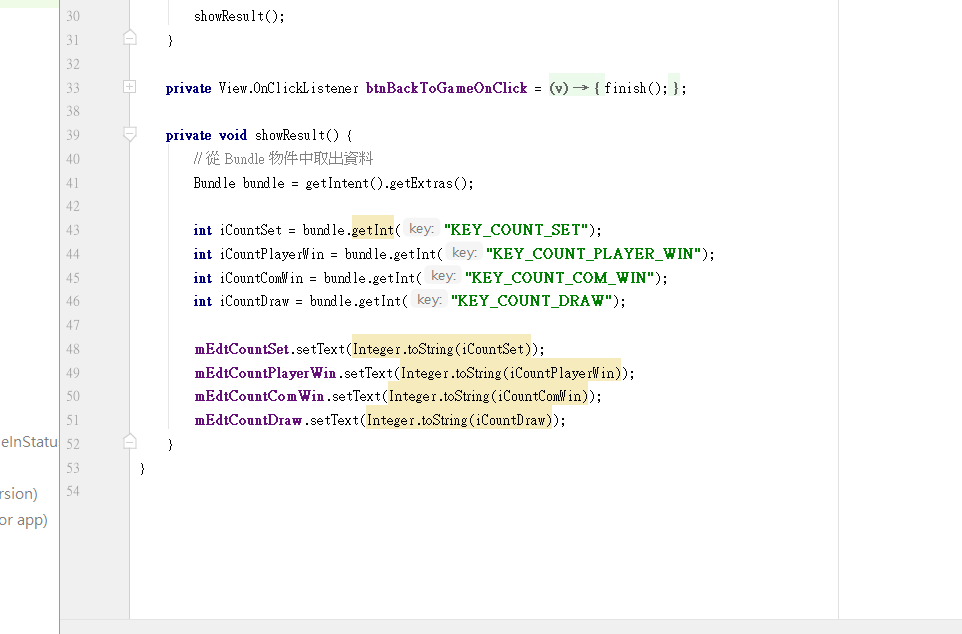 30 showResult();
31 }
32
33 private View.OnClickListener btnBackToGameOnClick = (v) → { finish(); };
38
39 private void showResult() {
40 // 從 Bundle 物件中取出資料
41 Bundle bundle = getIntent().getExtras();
42
43 int iCountSet = bundle.getInt( key: "KEY_COUNT_SET");
44 int iCountPlayerWin = bundle.getInt( key: "KEY_COUNT_PLAYER_WIN");
45 int iCountComWin = bundle.getInt( key: "KEY_COUNT_COM_WIN");
46 int iCountDraw = bundle.getInt( key: "KEY_COUNT_DRAW");
47
48 mEdtCountSet.setText(Integer.toString(iCountSet));
49 mEdtCountPlayerWin.setText(Integer.toString(iCountPlayerWin));
50 mEdtCountComWin.setText(Integer.toString(iCountComWin));
51 mEdtCountDraw.setText(Integer.toString(iCountDraw));
eInStatu 52 }
53 }
rsion) 54
or app)